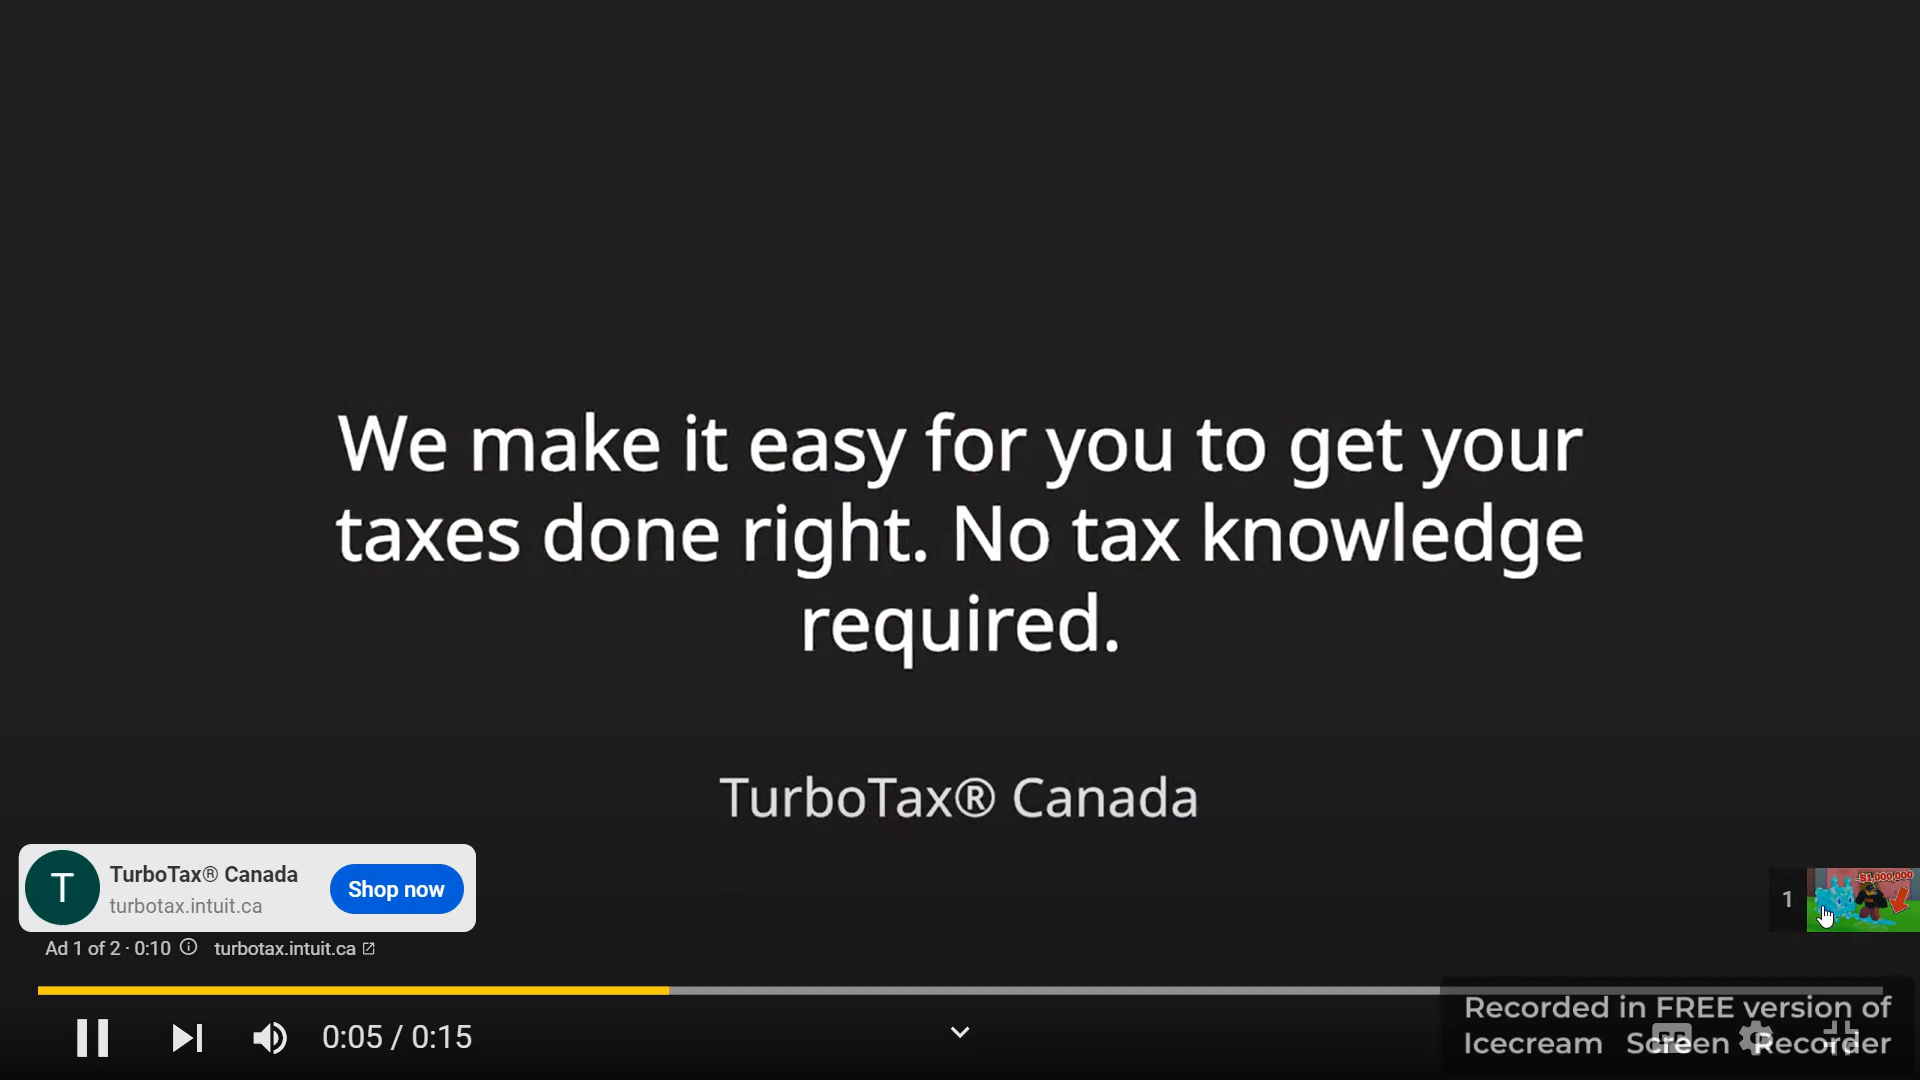 We make it easy for you to get your
taxes done right. No tax knowledge
required.
TurboTax® Canada
T
TurboTax® Canada
turbotax.intuit.ca
Shop now
1
-$1,000,000
Ad 1 of 2 · 0:10
turbotax.intuit.ca
0:05 / 0:15
Recorded in FREE version of
Icecream Screen Recorder